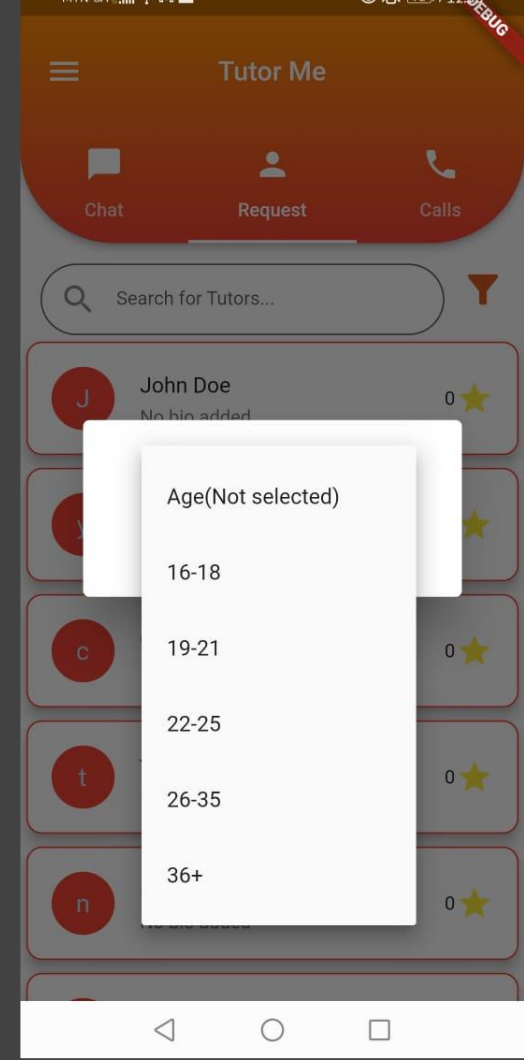 DEBUG
Tutor Me
Chat
Request
Calls
Search for Tutors...
J
John Doe
No bio added
0
y
Age(Not selected)
16-18
19-21
22-25
26-35
36+
c
0
t
0
n
0